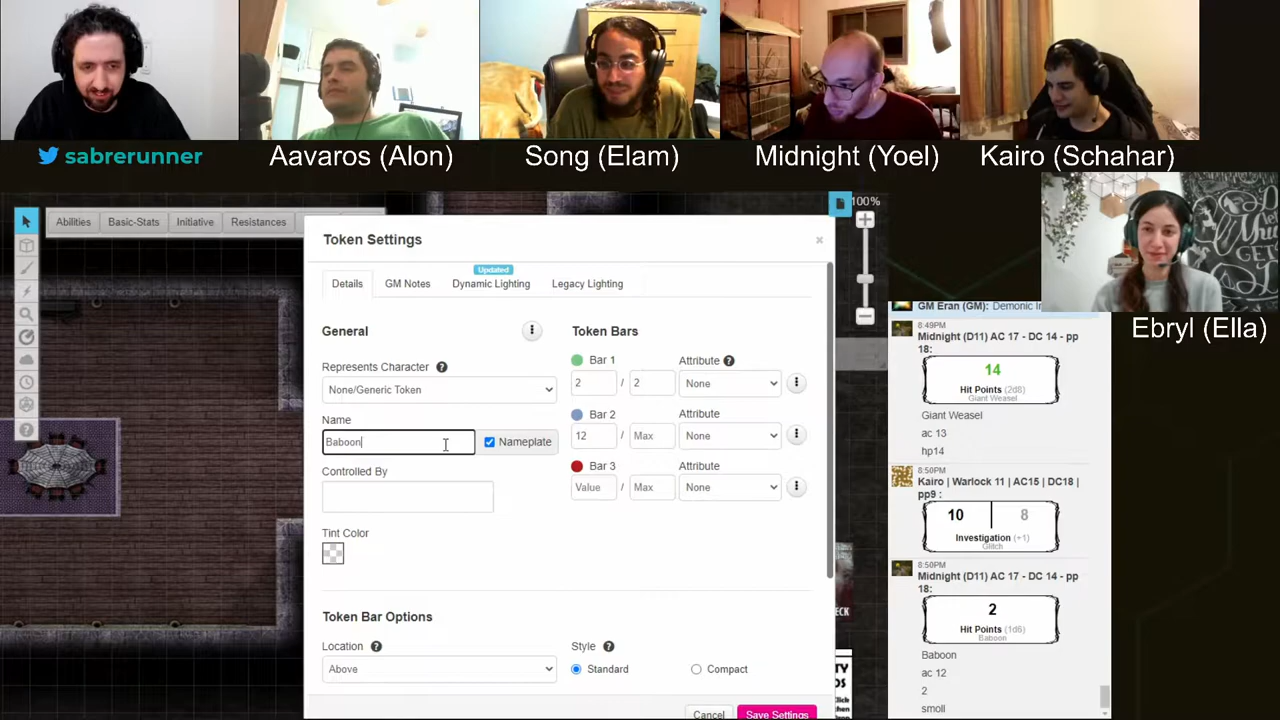 sabrerunner
Aavaros (Alon)
Song (Elam)
Midnight (Yoel)
Kairo (Schahar)
Ebryl (Ella)
Abilities
Basic-Stats
Initiative
Resistances
100%
Token Settings
×
Details
GM Notes
Updated
Dynamic Lighting
Legacy Lighting
General
Represents Character ?
None/Generic Token
Name
Baboon
Nameplate
Controlled By
Tint Color
Token Bars
Bar 1
Attribute ?
2 / 2
None
Bar 2
Attribute
12 / Max
None
Bar 3
Attribute
Value / Max
None
Token Bar Options
Location ?
Above
Style ?
Standard
Compact
Cancel
Save Settings
GM Eran (GM): Demonic
8:49PM
Midnight (D11) AC 17 - DC 14 - pp
18:
14
Hit Points (2d8)
Giant Weasel
Giant Weasel
ac 13
hp14
8:50PM
Kairo | Warlock 11 | AC15 | DC18 |
pp9 :
10 8
Investigation (+1)
Glitch
8:50PM
Midnight (D11) AC 17 - DC 14 - pp
18:
2
Hit Points (1d6)
Baboon
Baboon
ac 12
2
smoll